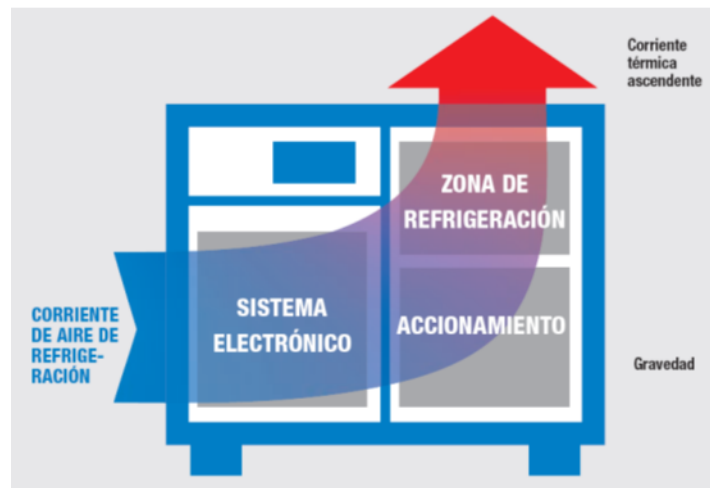 Corriente
térmica
ascendente
ZONA DE
REFRIGERACIÓN
SISTEMA
ELECTRÓNICO
ACCIONAMIENTO
CORRIENTE
DE AIRE DE
REFRIGE-
RACIÓN
Gravedad